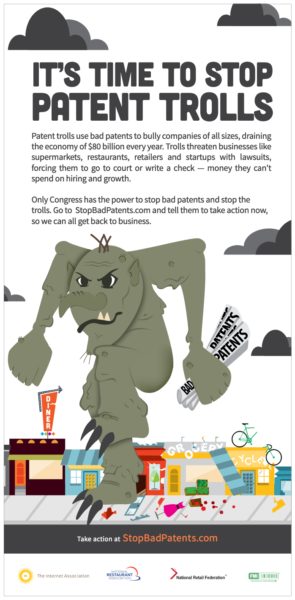 IT'S TIME TO STOP
PATENT TROLLS
Patent trolls use bad patents to bully companies of all sizes, draining
the economy of $80 billion every year. Trolls threaten businesses like
supermarkets, restaurants, retailers and startups with lawsuits,
forcing them to go to court or write a check — money they can't
spend on hiring and growth.
Only Congress has the power to stop bad patents and stop the
trolls. Go to StopBadPatents.com and tell them to take action now,
so we can all get back to business.
PATENTS
PATENTS
BAD
DINER
GROCERY
CYCLO
Take action at StopBadPatents.com
The Internet Association
RESTAURANT
National Retail Federation
FMI